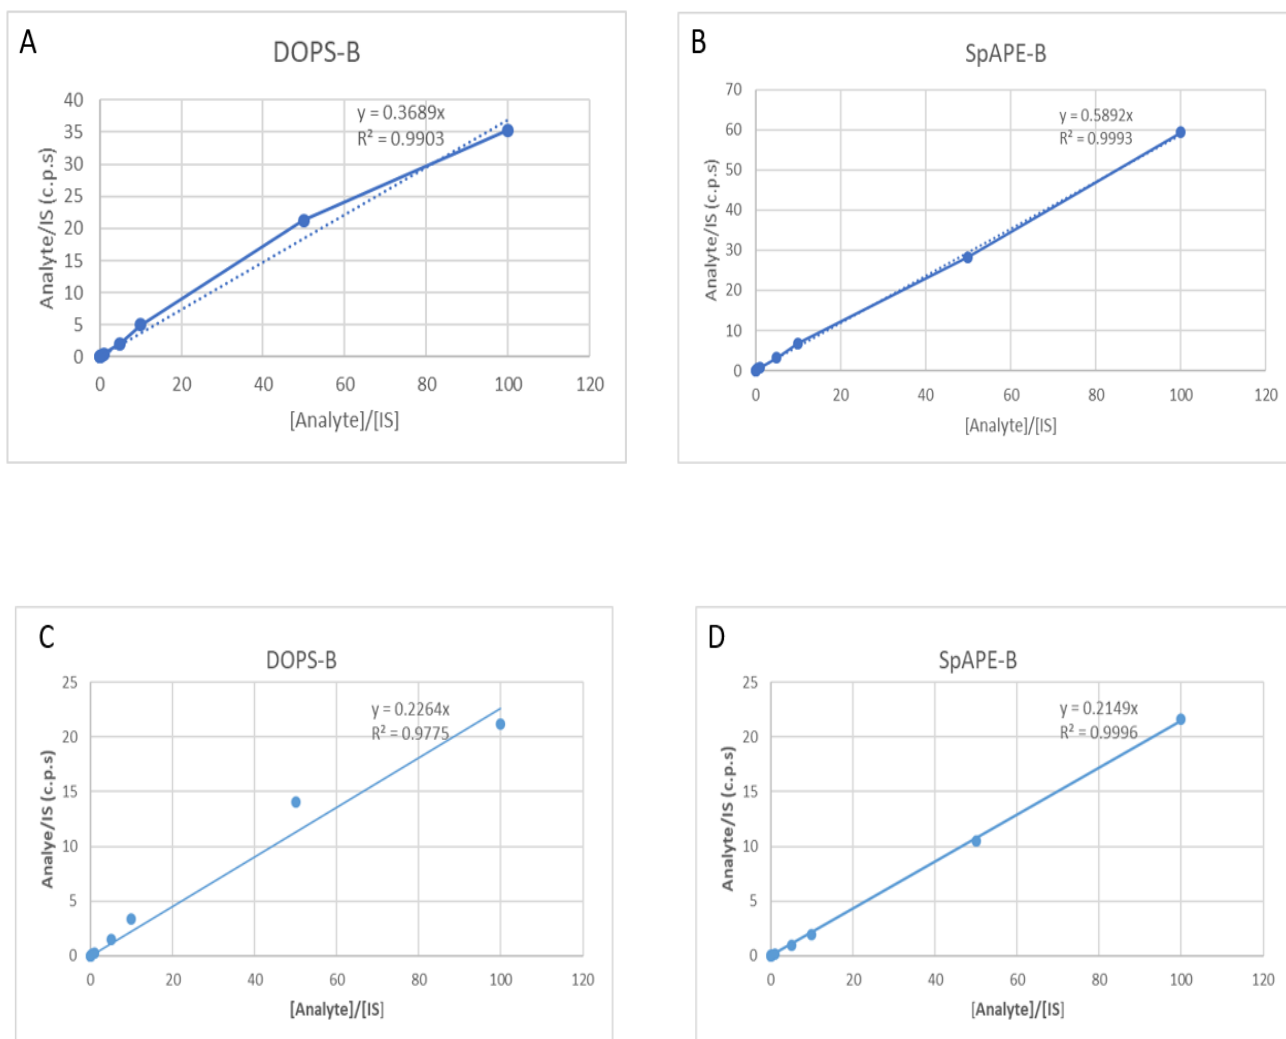 A
DOPS-B
y = 0.3689x
R² = 0.9903
Analyte/IS (c.p.s)
40
35
30
25
20
15
10
5
0
0 20 40 60 80 100 120
[Analyte]/[IS]
B
SpAPE-B
y = 0.5892x
R² = 0.9993
Analyte/IS (c.p.s)
70
60
50
40
30
20
10
0
0 20 40 60 80 100 120
[Analyte]/[IS]
C
DOPS-B
y = 0.2264x
R² = 0.9775
Analye/IS (c.p.s)
25
20
15
10
5
0
0 20 40 60 80 100 120
[Analyte]/[IS]
D
SpAPE-B
y = 0.2149x
R² = 0.9996
Analyte/IS (c.p.s)
25
20
15
10
5
0
0 20 40 60 80 100 120
[Analyte]/[IS]